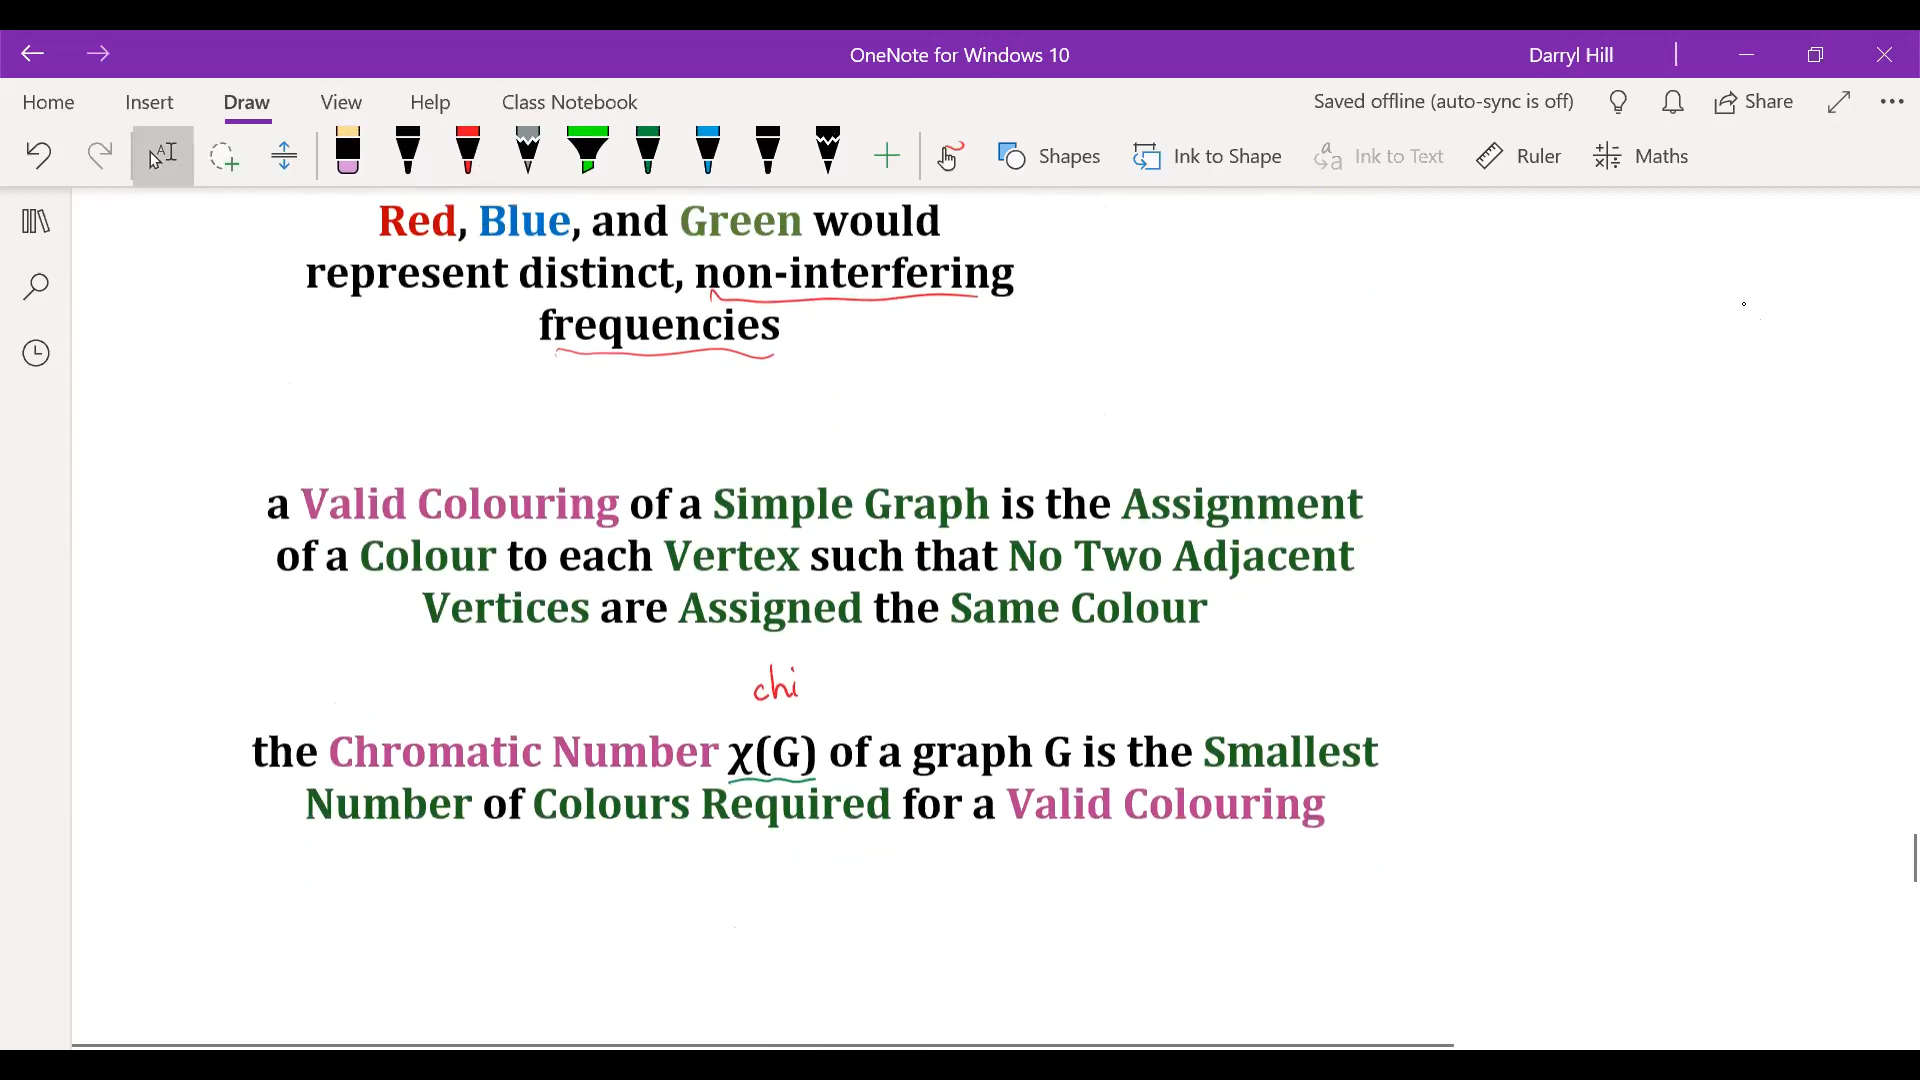 OneNote for Windows 10
Darryl Hill
Home Insert Draw View Help Class Notebook
Saved offline (auto-sync is off) Share
Shapes Ink to Shape Ink to Text Ruler Maths
Red, Blue, and Green would
represent distinct, non-interfering
frequencies
a Valid Colouring of a Simple Graph is the Assignment
of a Colour to each Vertex such that No Two Adjacent
Vertices are Assigned the Same Colour
chi
the Chromatic Number χ(G) of a graph G is the Smallest
Number of Colours Required for a Valid Colouring